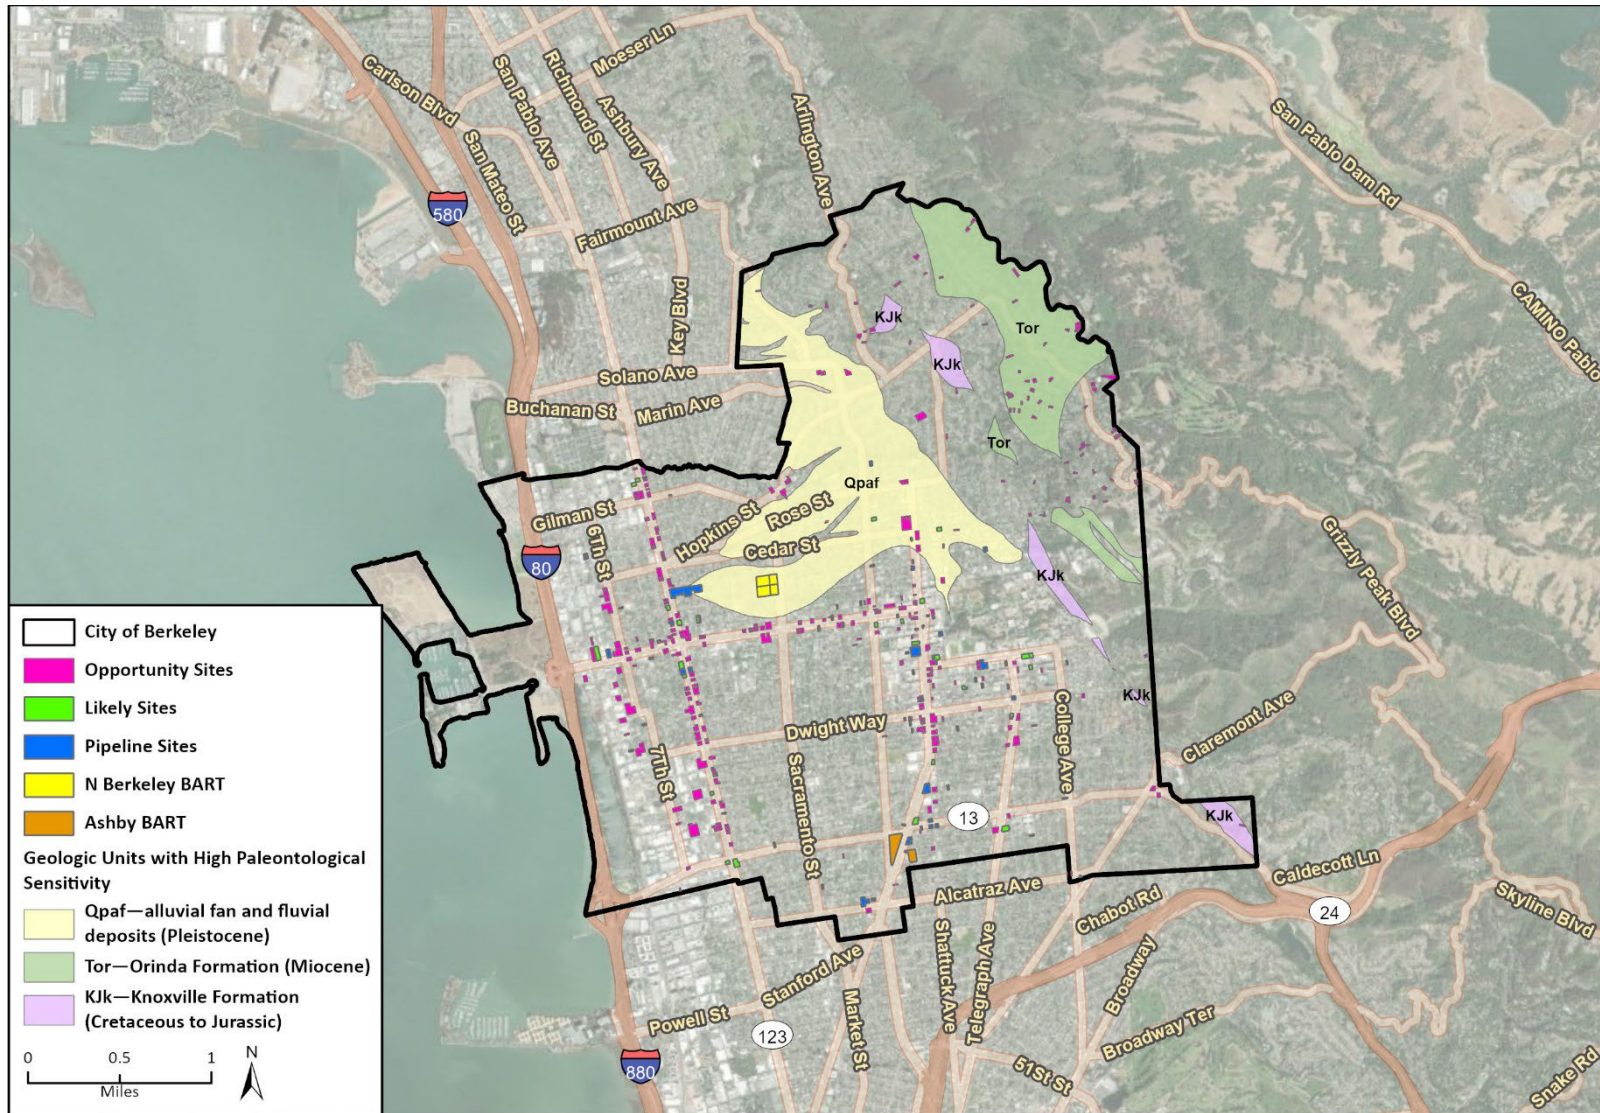 Carlson Blvd
San Pablo Ave
Richmond St
Moeser Ln
Ashbury Ave
Arlington Ave
San Mateo St
580
Fairmount Ave
Key Blvd
San Pablo Dam Rd
CAMINO Pablo
Solano Ave
Buchanan St
Marin Ave
KJk
Tor
KJk
Tor
Qpaf
Gilman St
6Th St
Hopkins St
Rose St
Cedar St
80
KJk
Grizzly Peak Blvd
KJk
Claremont Ave
Dwight Way
College Ave
7Th St
Sacramento St
13
KJk
Caldecott Ln
Alcatraz Ave
Chabot Rd
24
Skyline Blvd
Shattuck Ave
Telegraph Ave
Stanford Ave
Broadway
Powell St
Market St
Broadway Ter
123
51St St
880
Snake Rd
City of Berkeley
Opportunity Sites
Likely Sites
Pipeline Sites
N Berkeley BART
Ashby BART
Geologic Units with High Paleontological
Sensitivity
Qpaf—alluvial fan and fluvial
deposits (Pleistocene)
Tor—Orinda Formation (Miocene)
KJk—Knoxville Formation
(Cretaceous to Jurassic)
0 0.5 1
Miles
N